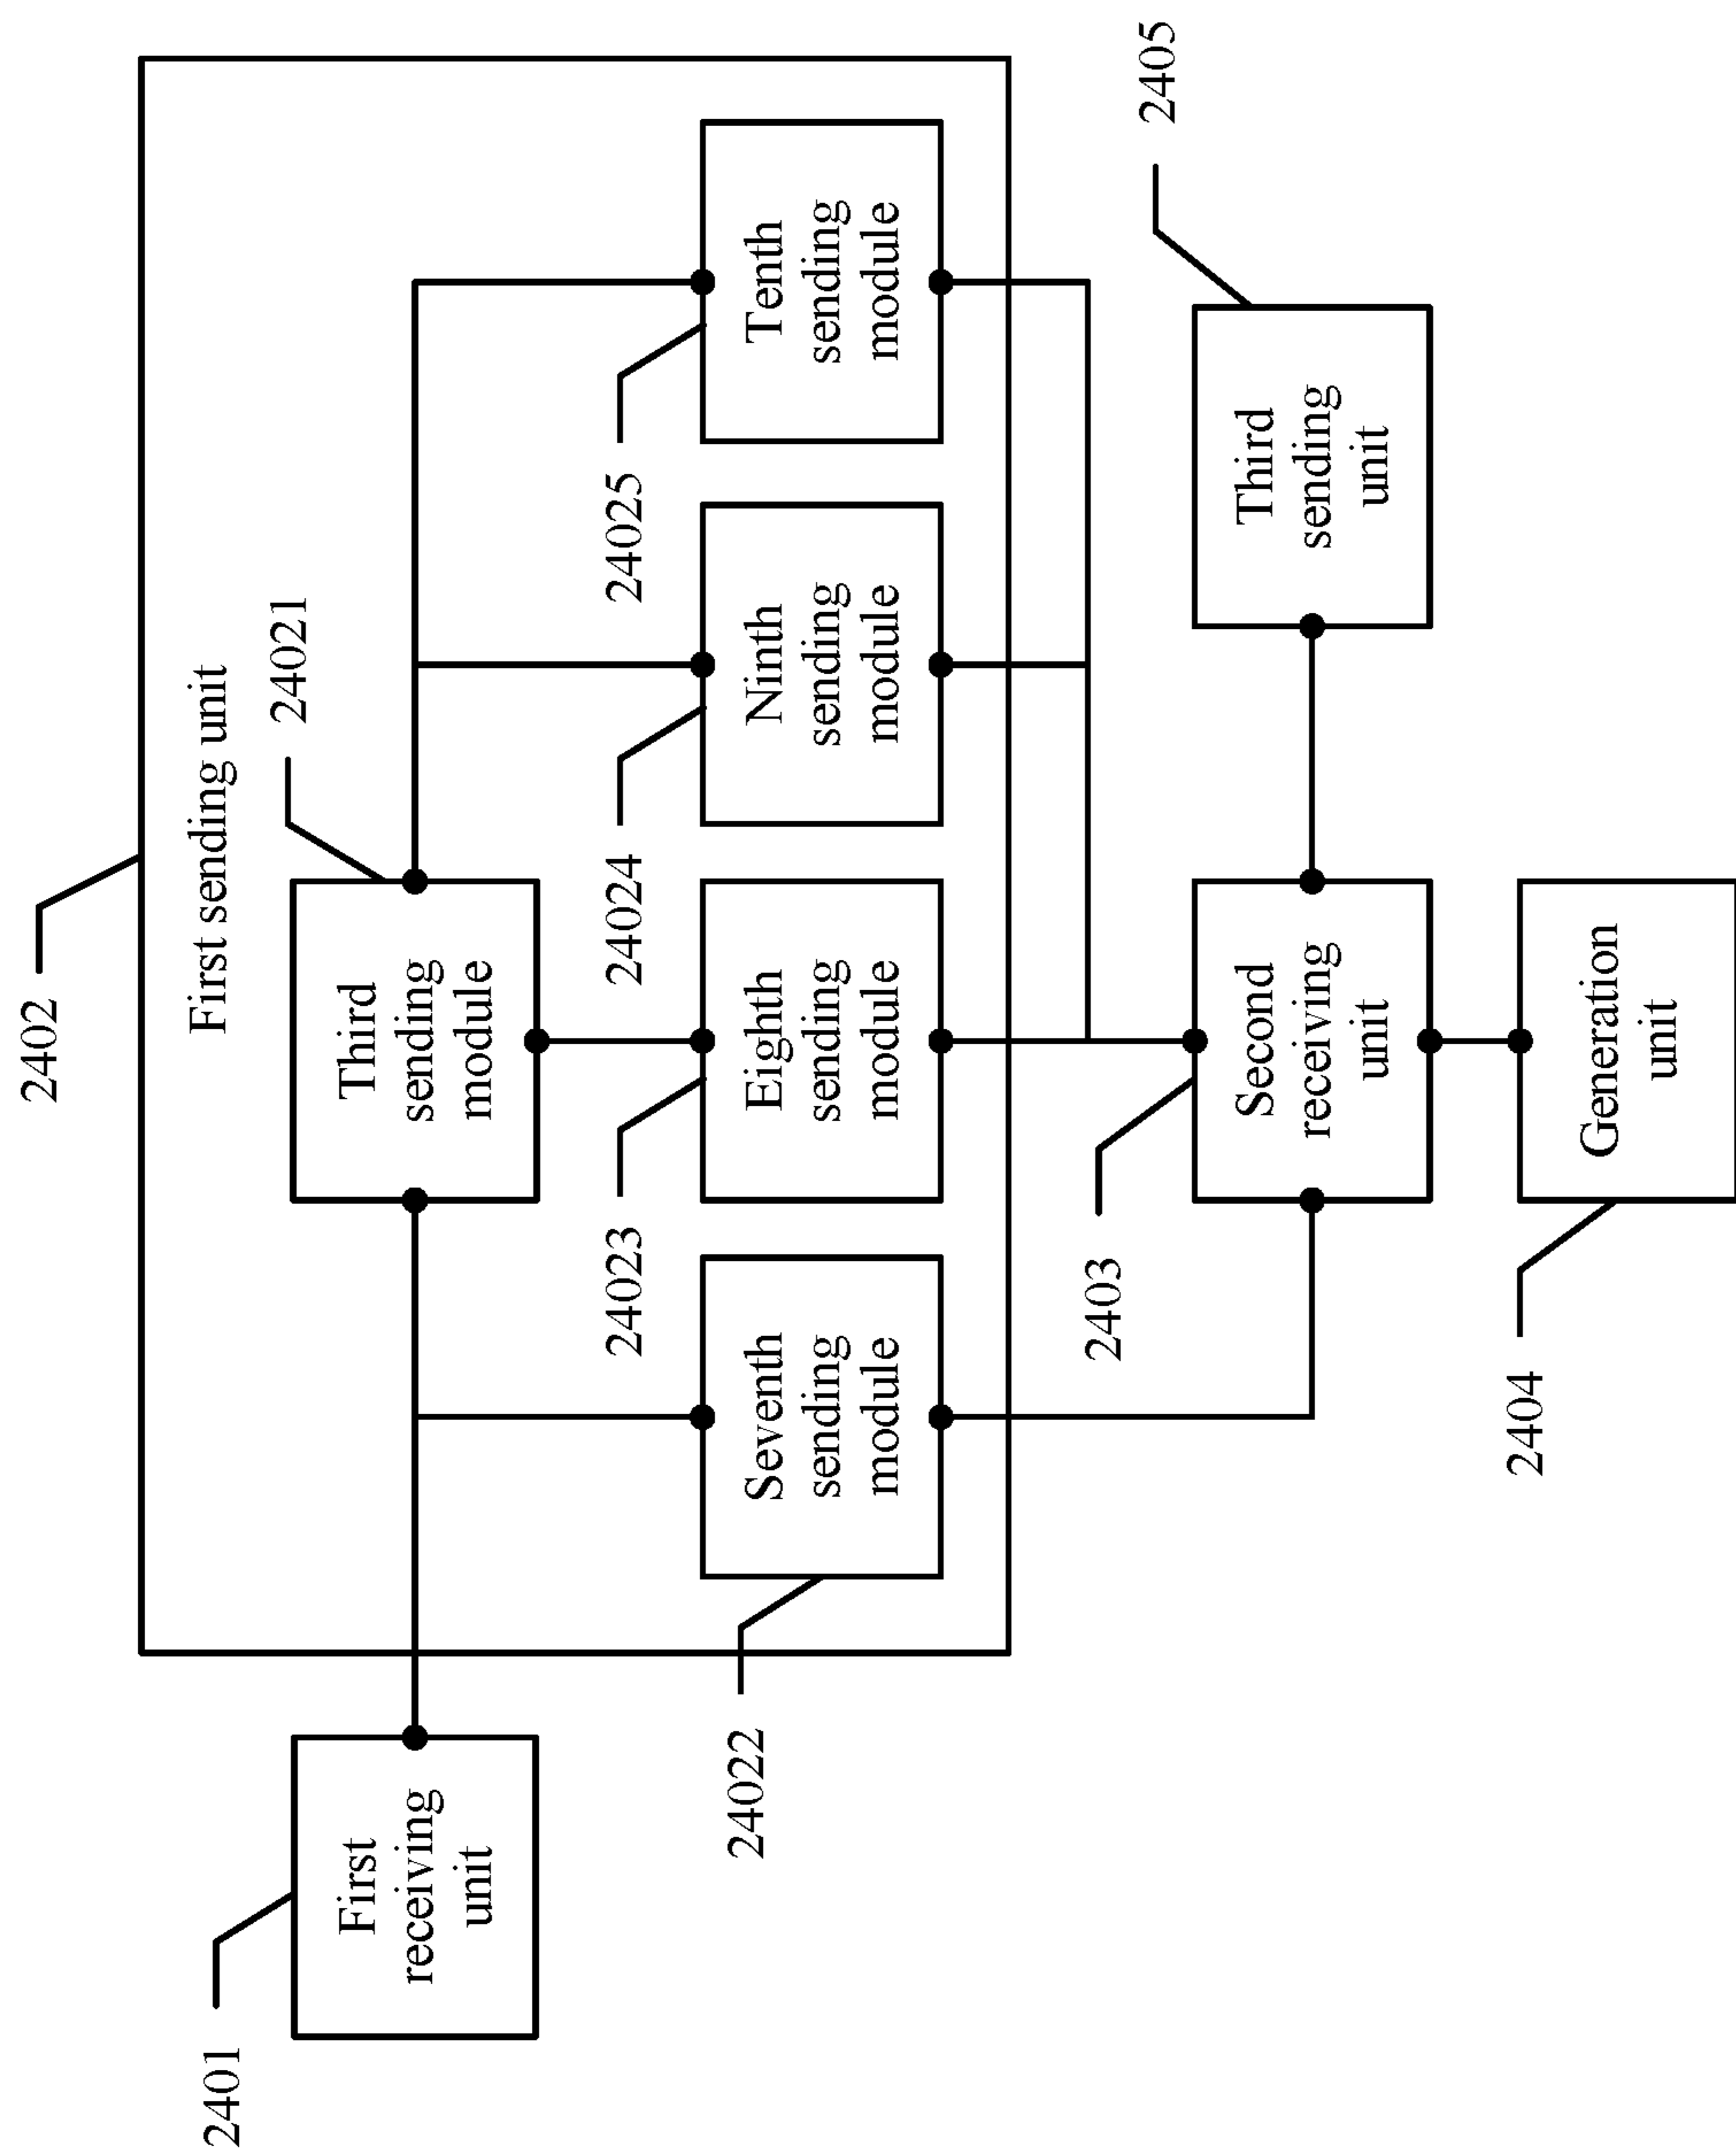 2402
First sending unit
2401
First
receiving
unit
24021
Third
sending
module
24022
Seventh
sending
module
24023
Eighth
sending
module
24024
Ninth
sending
module
24025
Tenth
sending
module
2403
Second
receiving
unit
2405
Third
sending
unit
2404
Generation
unit